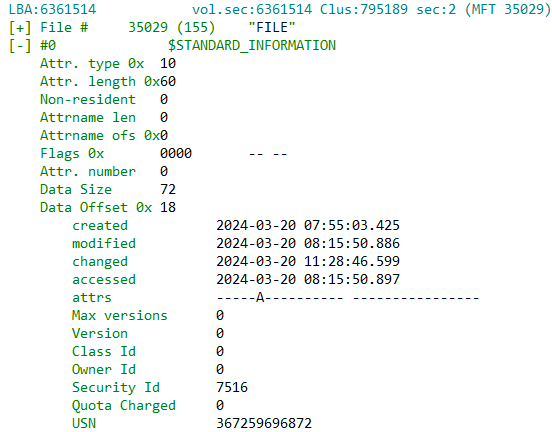 LBA:6361514 vol.sec:6361514 Clus:795189 sec:2 (MFT 35029)
[+] File # 35029 (155) "FILE"
[-] #0 $STANDARD_INFORMATION
Attr. type 0x 10
Attr. length 0x60
Non-resident 0
Attrname len 0
Attrname ofs 0x0
Flags 0x 0000 -- --
Attr. number 0
Data Size 72
Data Offset 0x 18
created 2024-03-20 07:55:03.425
modified 2024-03-20 08:15:50.886
changed 2024-03-20 11:28:46.599
accessed 2024-03-20 08:15:50.897
attrs -----A---------- ----------------
Max versions 0
Version 0
Class Id 0
Owner Id 0
Security Id 7516
Quota Charged 0
USN 367259696872